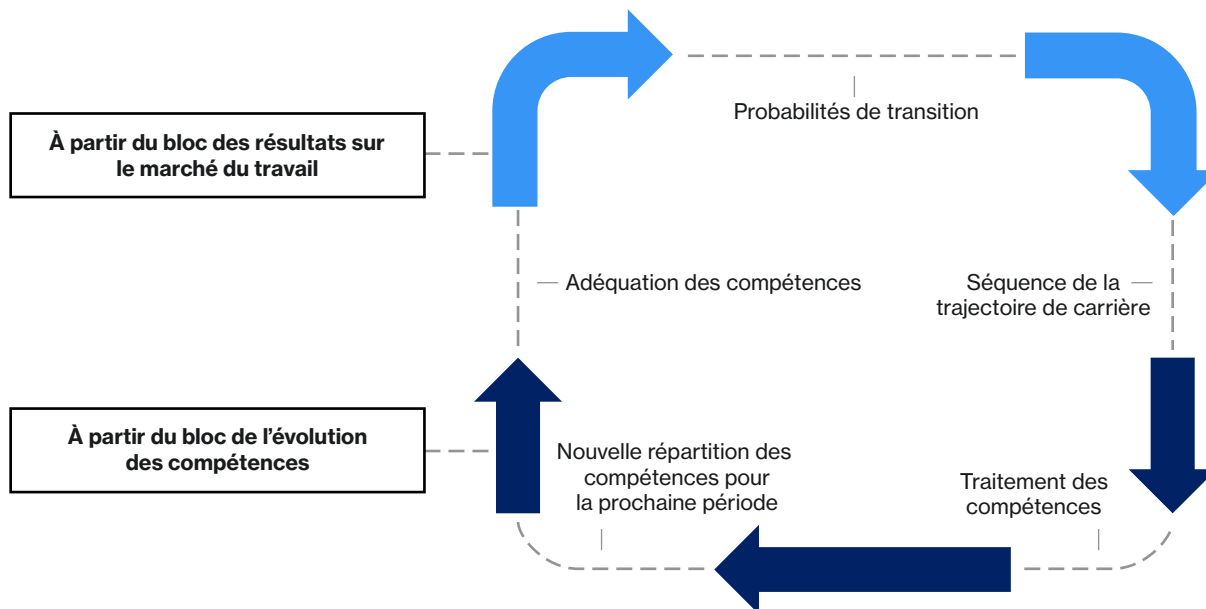 Probabilités de transition
À partir du bloc des résultats sur
le marché du travail
Adéquation des compétences
Séquence de la
trajectoire de carrière
À partir du bloc de l’évolution
des compétences
Nouvelle répartition des
compétences pour
la prochaine période
Traitement des
compétences